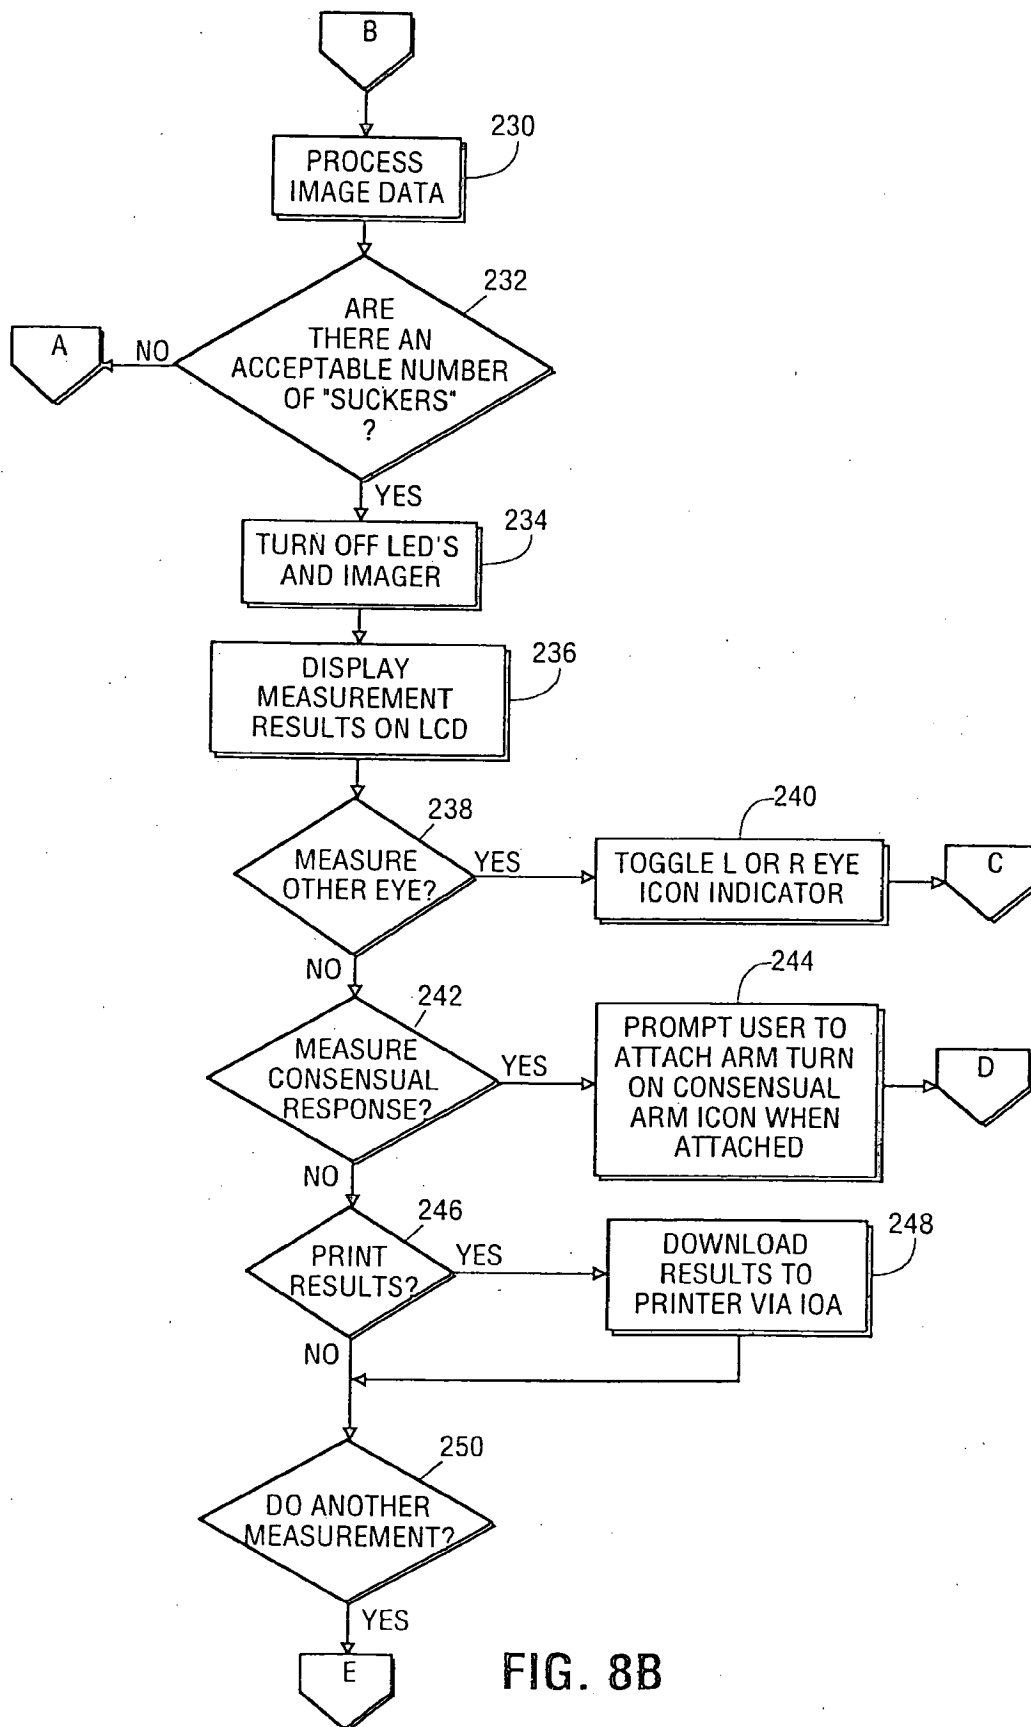 B
230
PROCESS
IMAGE DATA
232
ARE
THERE AN
ACCEPTABLE NUMBER
OF "SUCKERS"
?
NO
A
YES
234
TURN OFF LED'S
AND IMAGER
236
DISPLAY
MEASUREMENT
RESULTS ON LCD
238
MEASURE
OTHER EYE?
YES
240
TOGGLE L OR R EYE
ICON INDICATOR
C
NO
242
MEASURE
CONSENSUAL
RESPONSE?
YES
244
PROMPT USER TO
ATTACH ARM TURN
ON CONSENSUAL
ARM ICON WHEN
ATTACHED
D
NO
246
PRINT
RESULTS?
YES
248
DOWNLOAD
RESULTS TO
PRINTER VIA IOA
NO
250
DO ANOTHER
MEASUREMENT?
YES
E
FIG. 8B